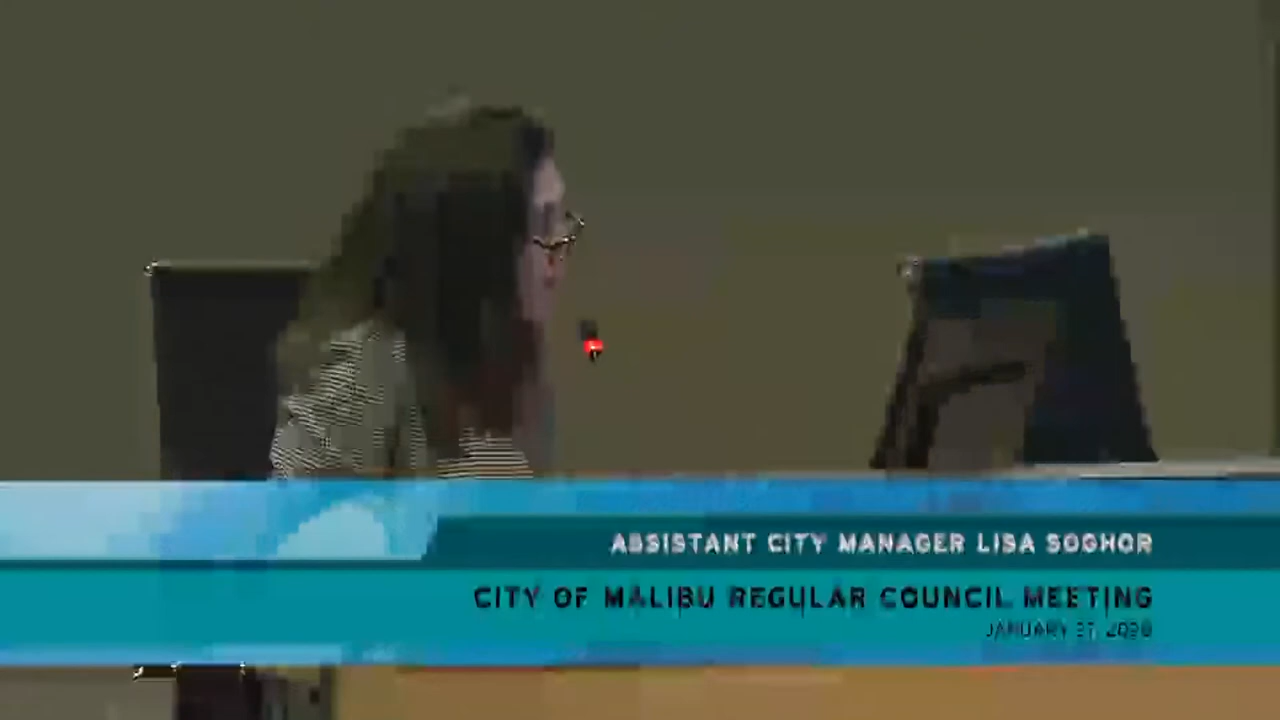 ASSISTANT CITY MANAGER LISA SOGHOR
CITY OF MALIBU REGULAR COUNCIL MEETING
JANUARY